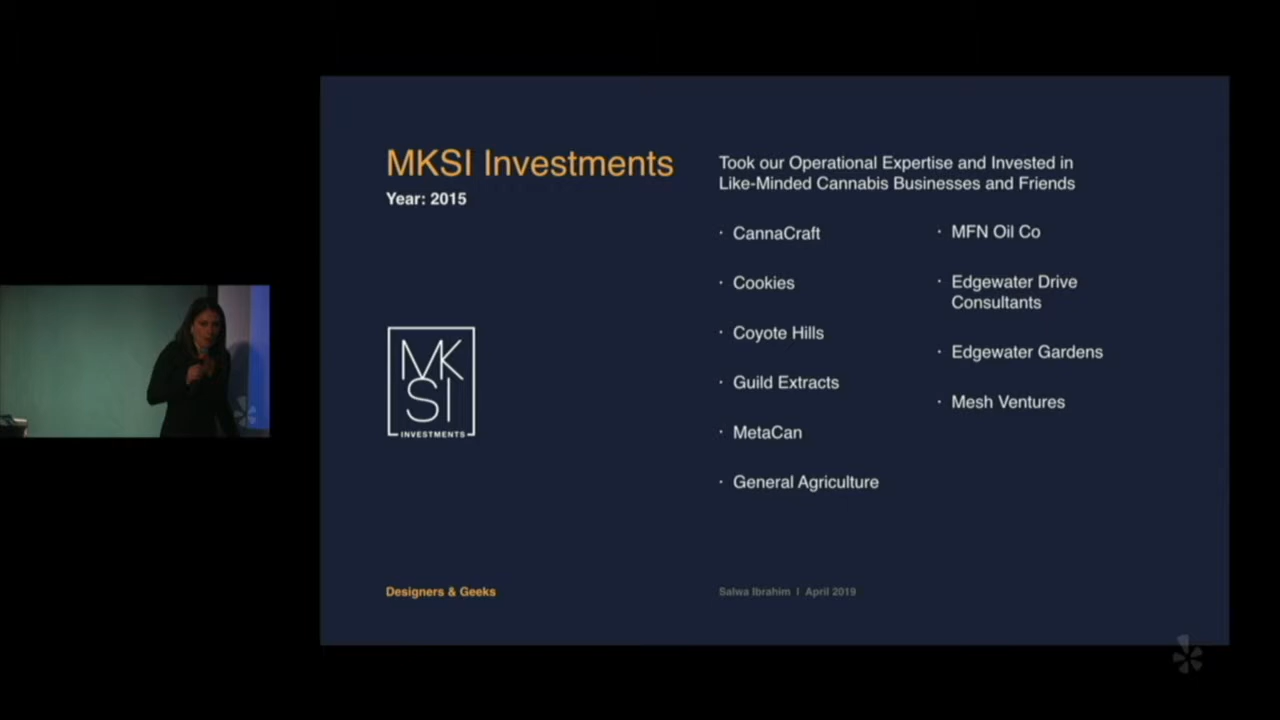 MKSI Investments
Year: 2015
MK
SI
INVESTMENTS
Took our Operational Expertise and Invested in
Like-Minded Cannabis Businesses and Friends
· CannaCraft
· Cookies
· Coyote Hills
· Guild Extracts
· MetaCan
· General Agriculture
· MFN Oil Co
· Edgewater Drive
Consultants
· Edgewater Gardens
· Mesh Ventures
Designers & Geeks
Salwa Ibrahim | April 2019